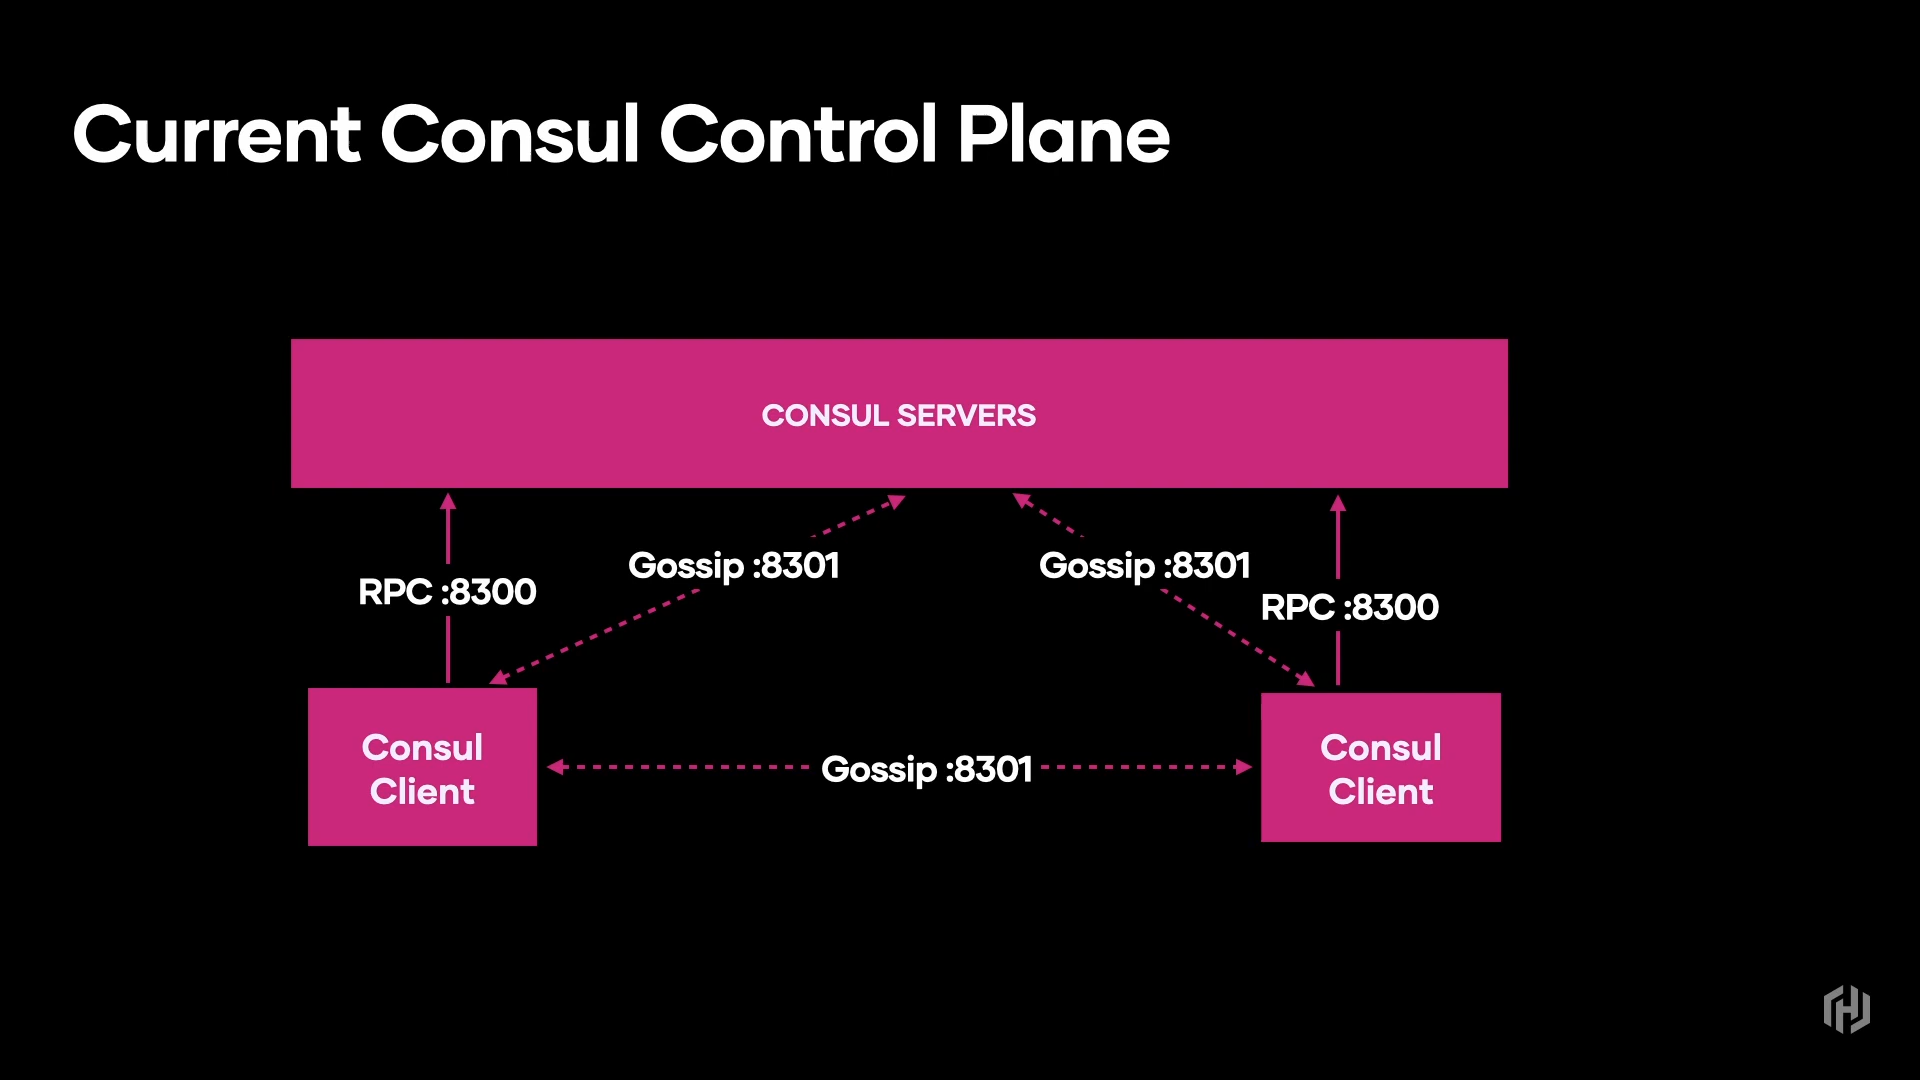 Current Consul Control Plane
CONSUL SERVERS
Gossip :8301
Gossip :8301
RPC :8300
RPC :8300
Consul
Client
Gossip :8301
Consul
Client